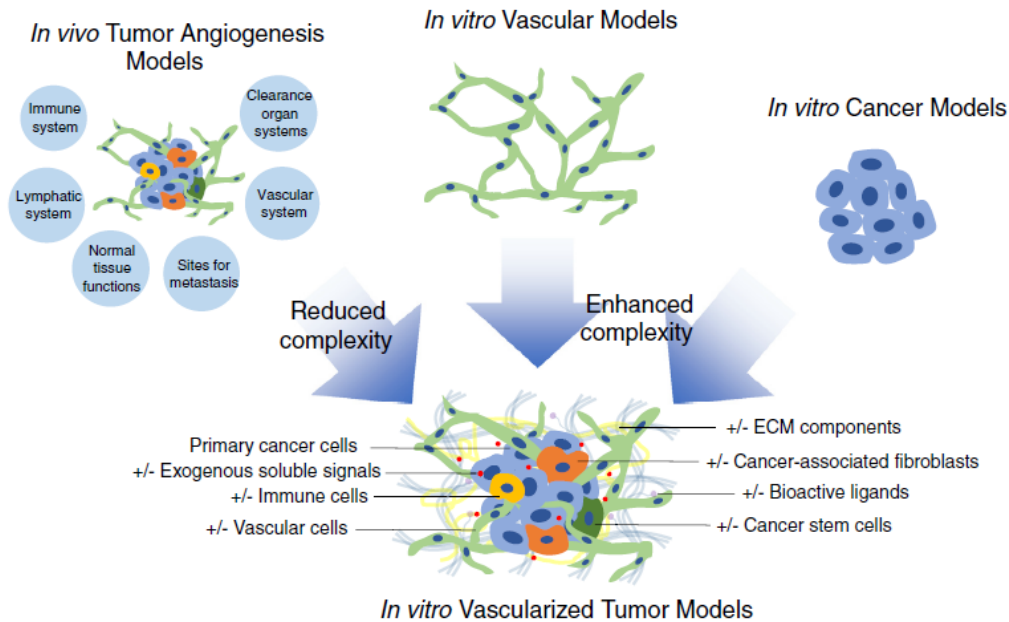 In vivo Tumor Angiogenesis
Models
Immune
system
Clearance
organ
systems
Lymphatic
system
Vascular
system
Normal
tissue
functions
Sites for
metastasis
In vitro Vascular Models
In vitro Cancer Models
Reduced
complexity
Enhanced
complexity
Primary cancer cells
+/- Exogenous soluble signals
+/- Immune cells
+/- Vascular cells
+/- ECM components
+/- Cancer-associated fibroblasts
+/- Bioactive ligands
+/- Cancer stem cells
In vitro Vascularized Tumor Models